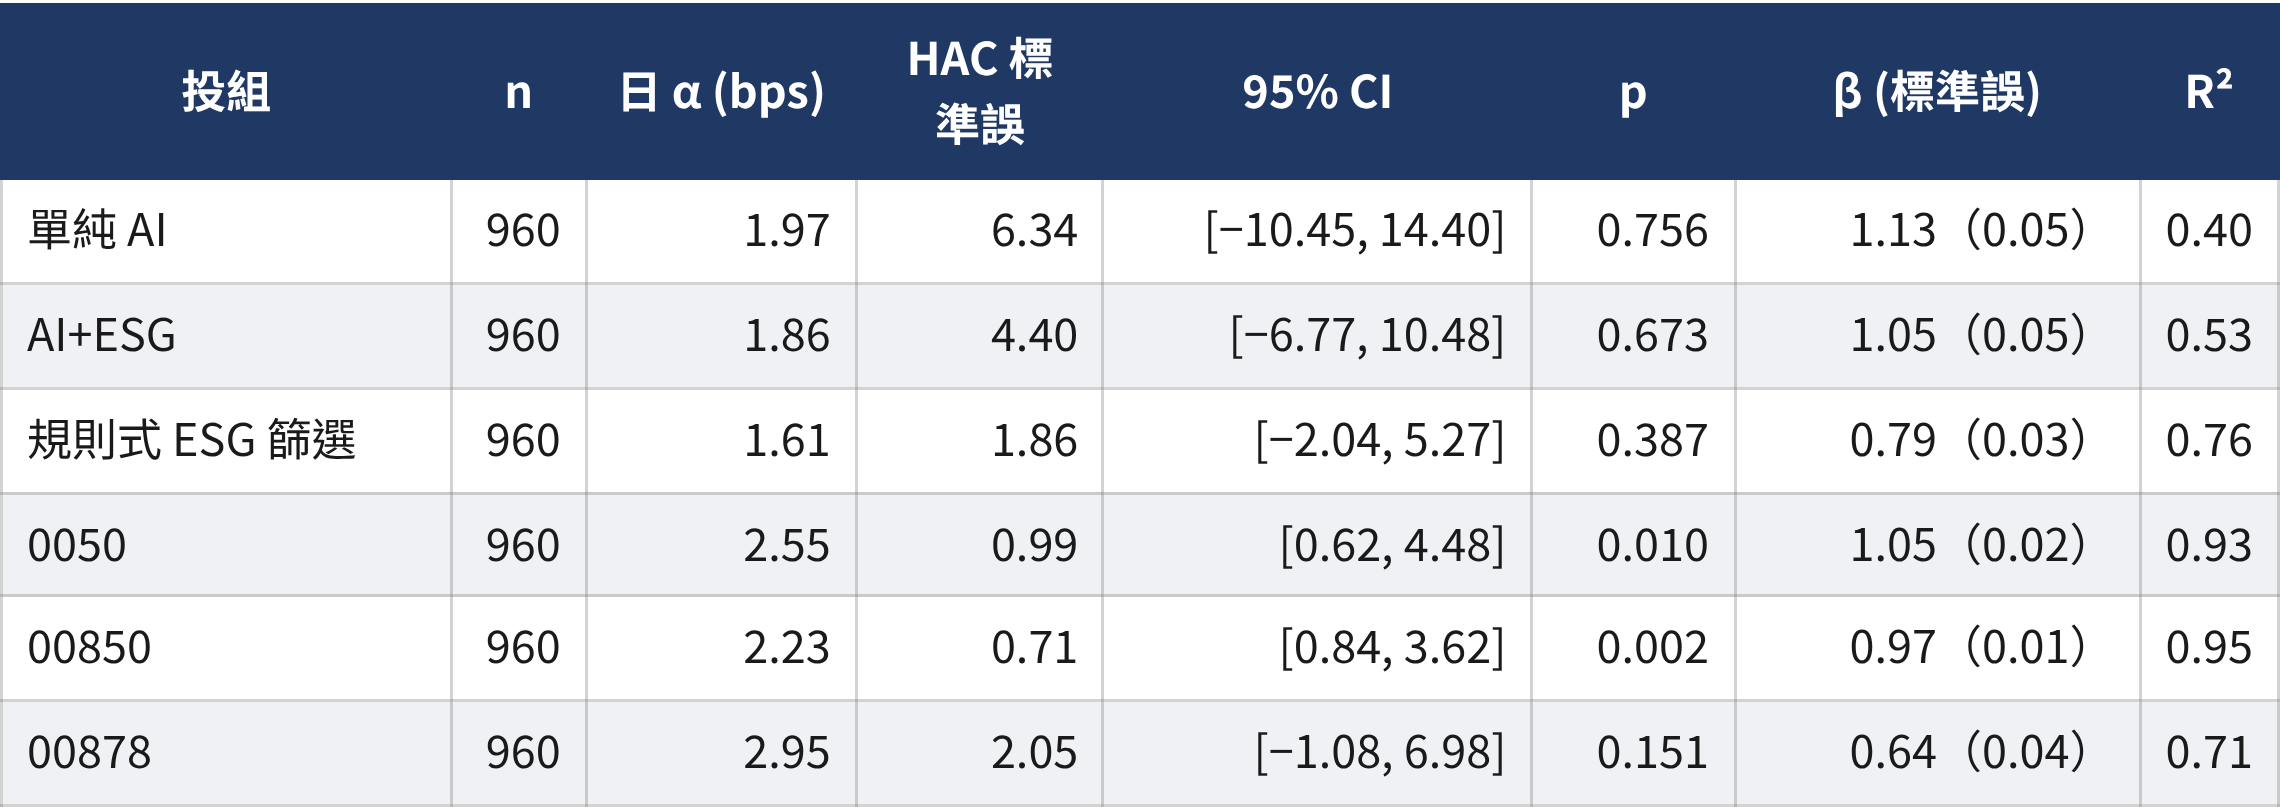 投組 n 日 α (bps) HAC 標準誤 95% CI p β (標準誤) R²
單純 AI 960 1.97 6.34 [−10.45, 14.40] 0.756 1.13（0.05） 0.40
AI+ESG 960 1.86 4.40 [−6.77, 10.48] 0.673 1.05（0.05） 0.53
規則式 ESG 篩選 960 1.61 1.86 [−2.04, 5.27] 0.387 0.79（0.03） 0.76
0050 960 2.55 0.99 [0.62, 4.48] 0.010 1.05（0.02） 0.93
00850 960 2.23 0.71 [0.84, 3.62] 0.002 0.97（0.01） 0.95
00878 960 2.95 2.05 [−1.08, 6.98] 0.151 0.64（0.04） 0.71